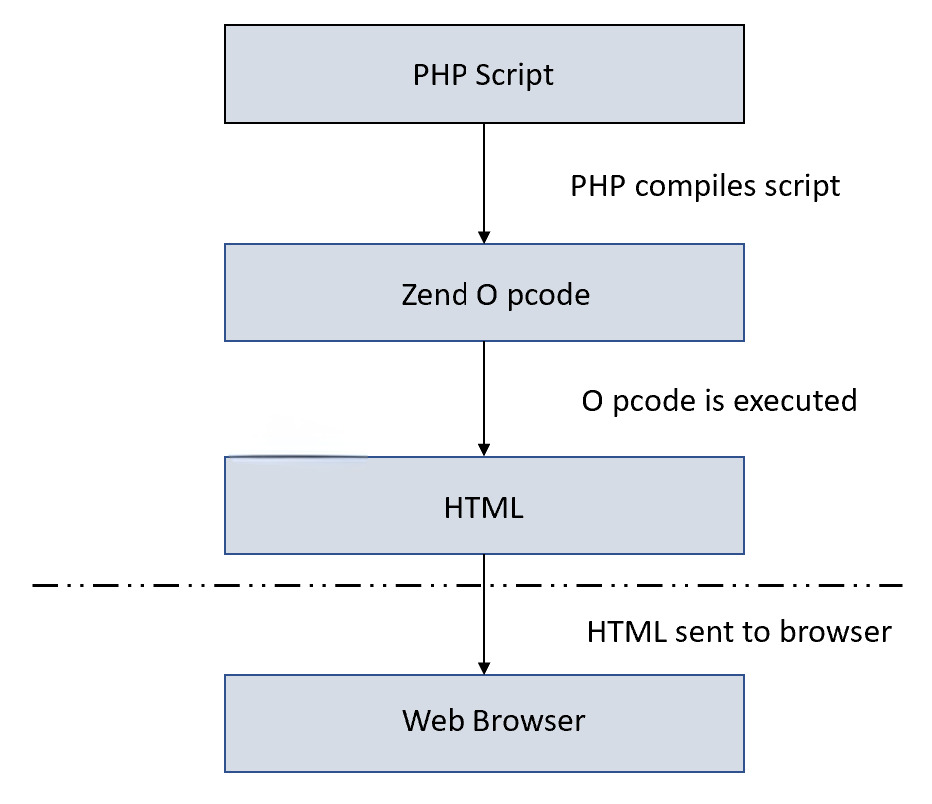 PHP Script
PHP compiles script
Zend O pcode
O pcode is executed
HTML
HTML sent to browser
Web Browser